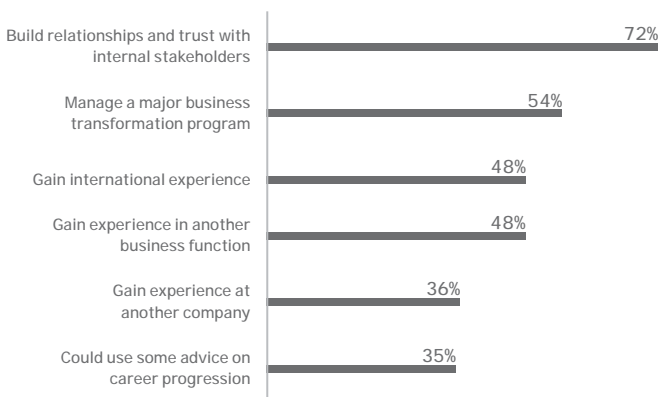 Build relationships and trust with
internal stakeholders
72%
Manage a major business
transformation program
54%
Gain international experience
48%
Gain experience in another
business function
48%
Gain experience at
another company
36%
Could use some advice on
career progression
35%